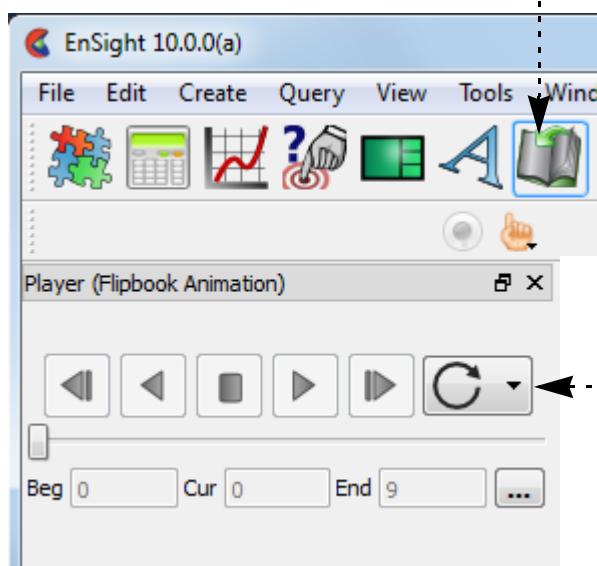 EnSight 10.0.0(a)
File Edit Create Query View Tools Wind
Player (Flipbook Animation)
Beg 0 Cur 0 End 9 ...